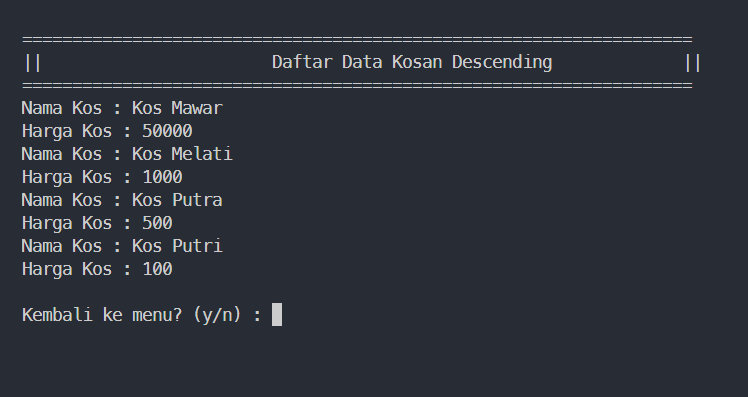 ===================================================================
||                       Daftar Data Kosan Descending             ||
===================================================================
Nama Kos : Kos Mawar
Harga Kos : 50000
Nama Kos : Kos Melati
Harga Kos : 1000
Nama Kos : Kos Putra
Harga Kos : 500
Nama Kos : Kos Putri
Harga Kos : 100
Kembali ke menu? (y/n) :